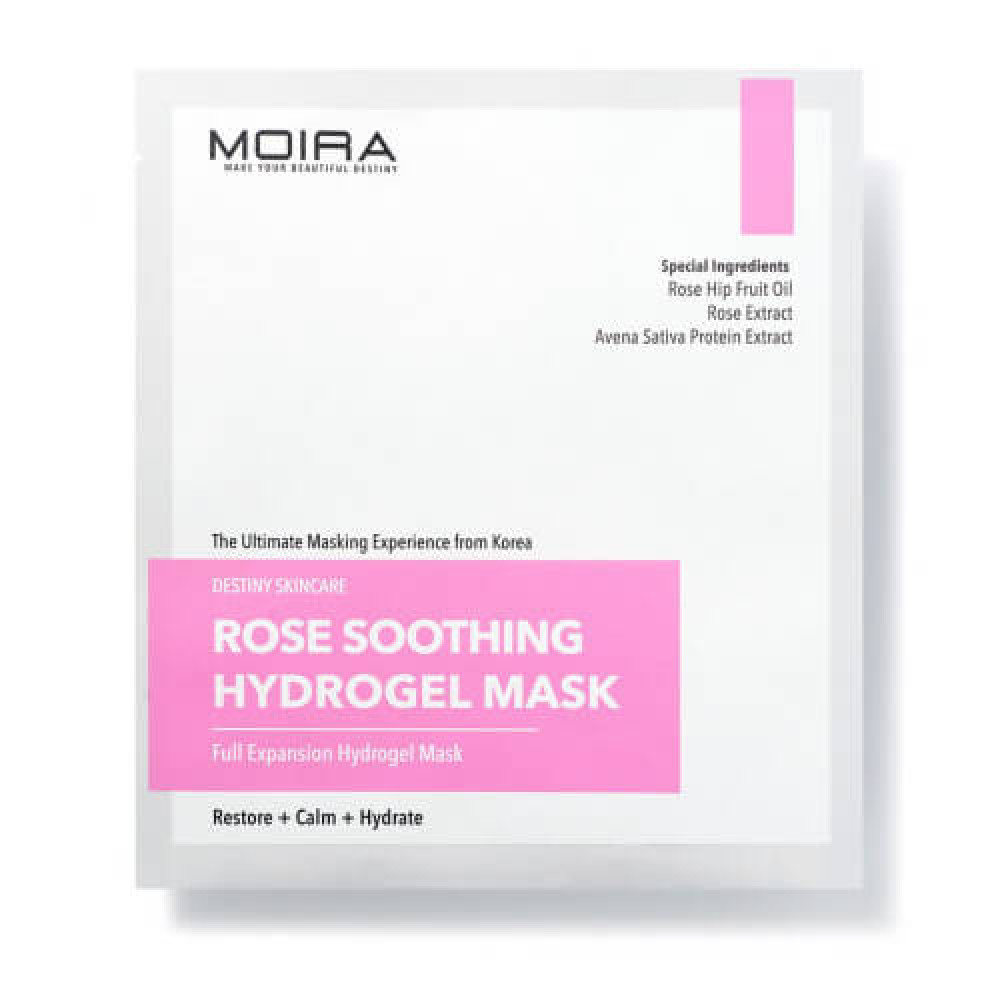 MOIRA
MAKE YOUR BEAUTIFUL DESTINY
Special Ingredients
Rose Hip Fruit Oil
Rose Extract
Avena Sativa Protein Extract
The Ultimate Masking Experience from Korea
DESTINY SKINCARE
ROSE SOOTHING
HYDROGEL MASK
Full Expansion Hydrogel Mask
Restore + Calm + Hydrate